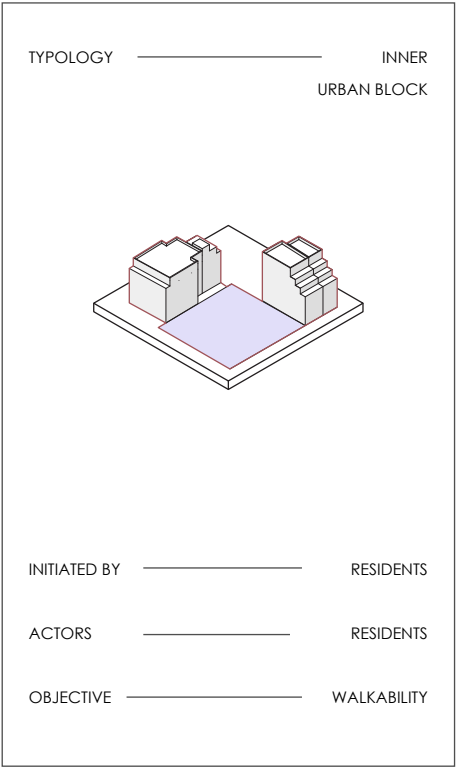 TYPOLOGY INNER
URBAN BLOCK
INITIATED BY RESIDENTS
ACTORS RESIDENTS
OBJECTIVE WALKABILITY